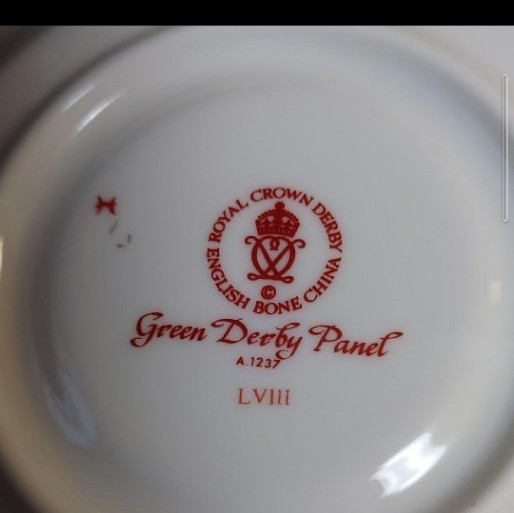 ROYAL CROWN DERBY
ENGLISH BONE CHINA
©
Green Derby Panel
A.1237
LVIII